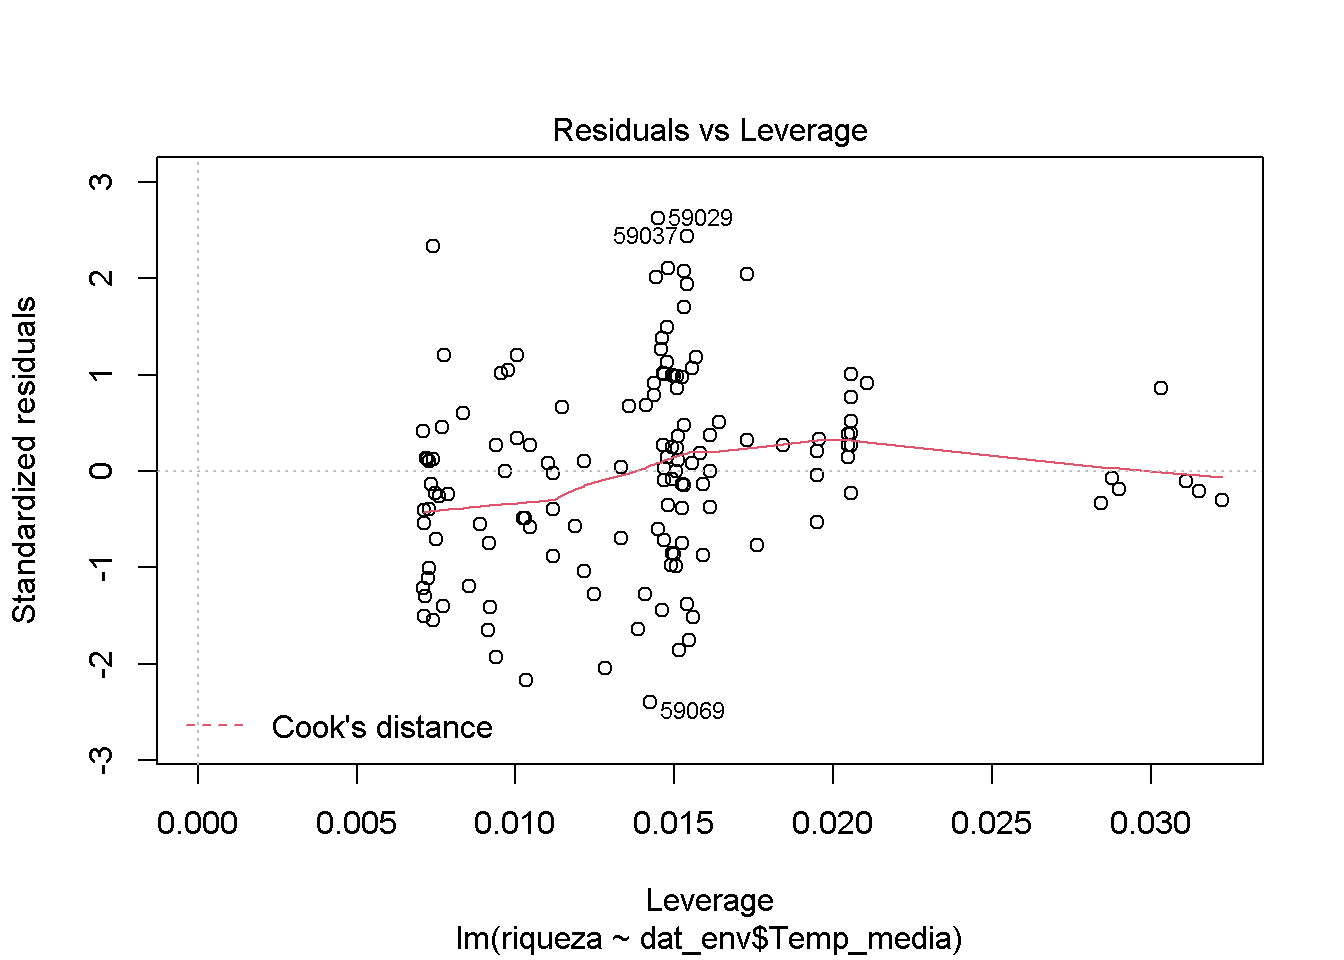 Residuals vs Leverage
Standardized residuals
3
2
1
0
-1
-2
-3
59029
59037
59069
Cook's distance
0.000 0.005 0.010 0.015 0.020 0.025 0.030
Leverage
lm(riqueza ~ dat_env$Temp_media)